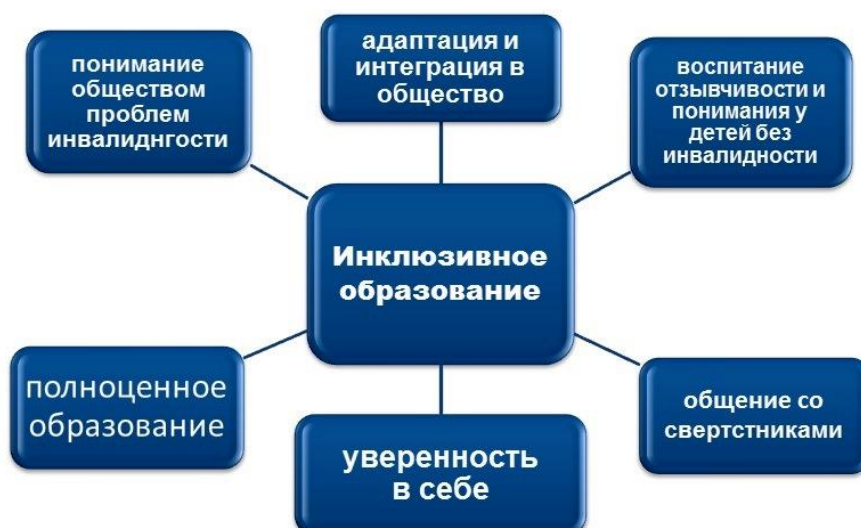 понимание
обществом
проблем
инвалиднгости
адаптация и
интеграция в
общество
воспитание
отзывчивости и
понимания у
детей без
инвалидности
Инклюзивное
образование
полноценное
образование
уверенность
в себе
общение со
свертстниками